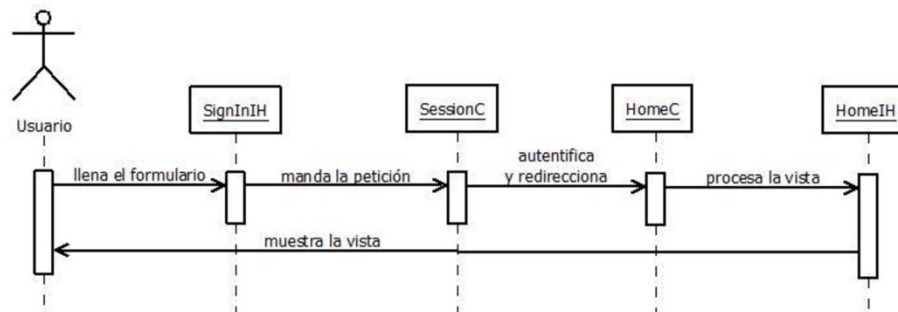 Usuario
SignInIH
SessionC
HomeC
HomeIH
llena el formulario
manda la petición
autentifica
y redirecciona
procesa la vista
muestra la vista